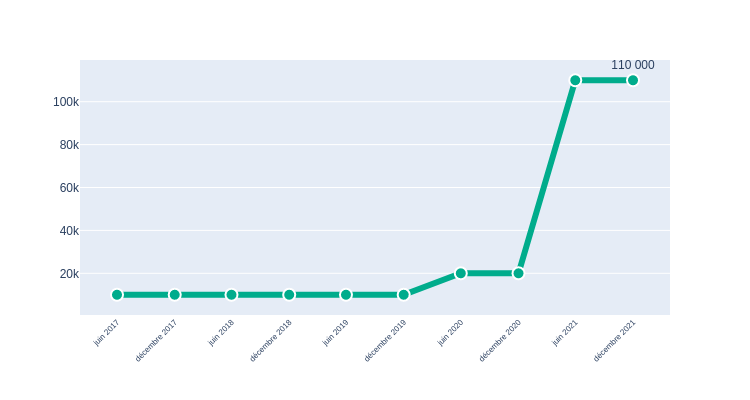 110 000
100k
80k
60k
40k
20k
juin 2017
décembre 2017
juin 2018
décembre 2018
juin 2019
décembre 2019
juin 2020
décembre 2020
juin 2021
décembre 2021